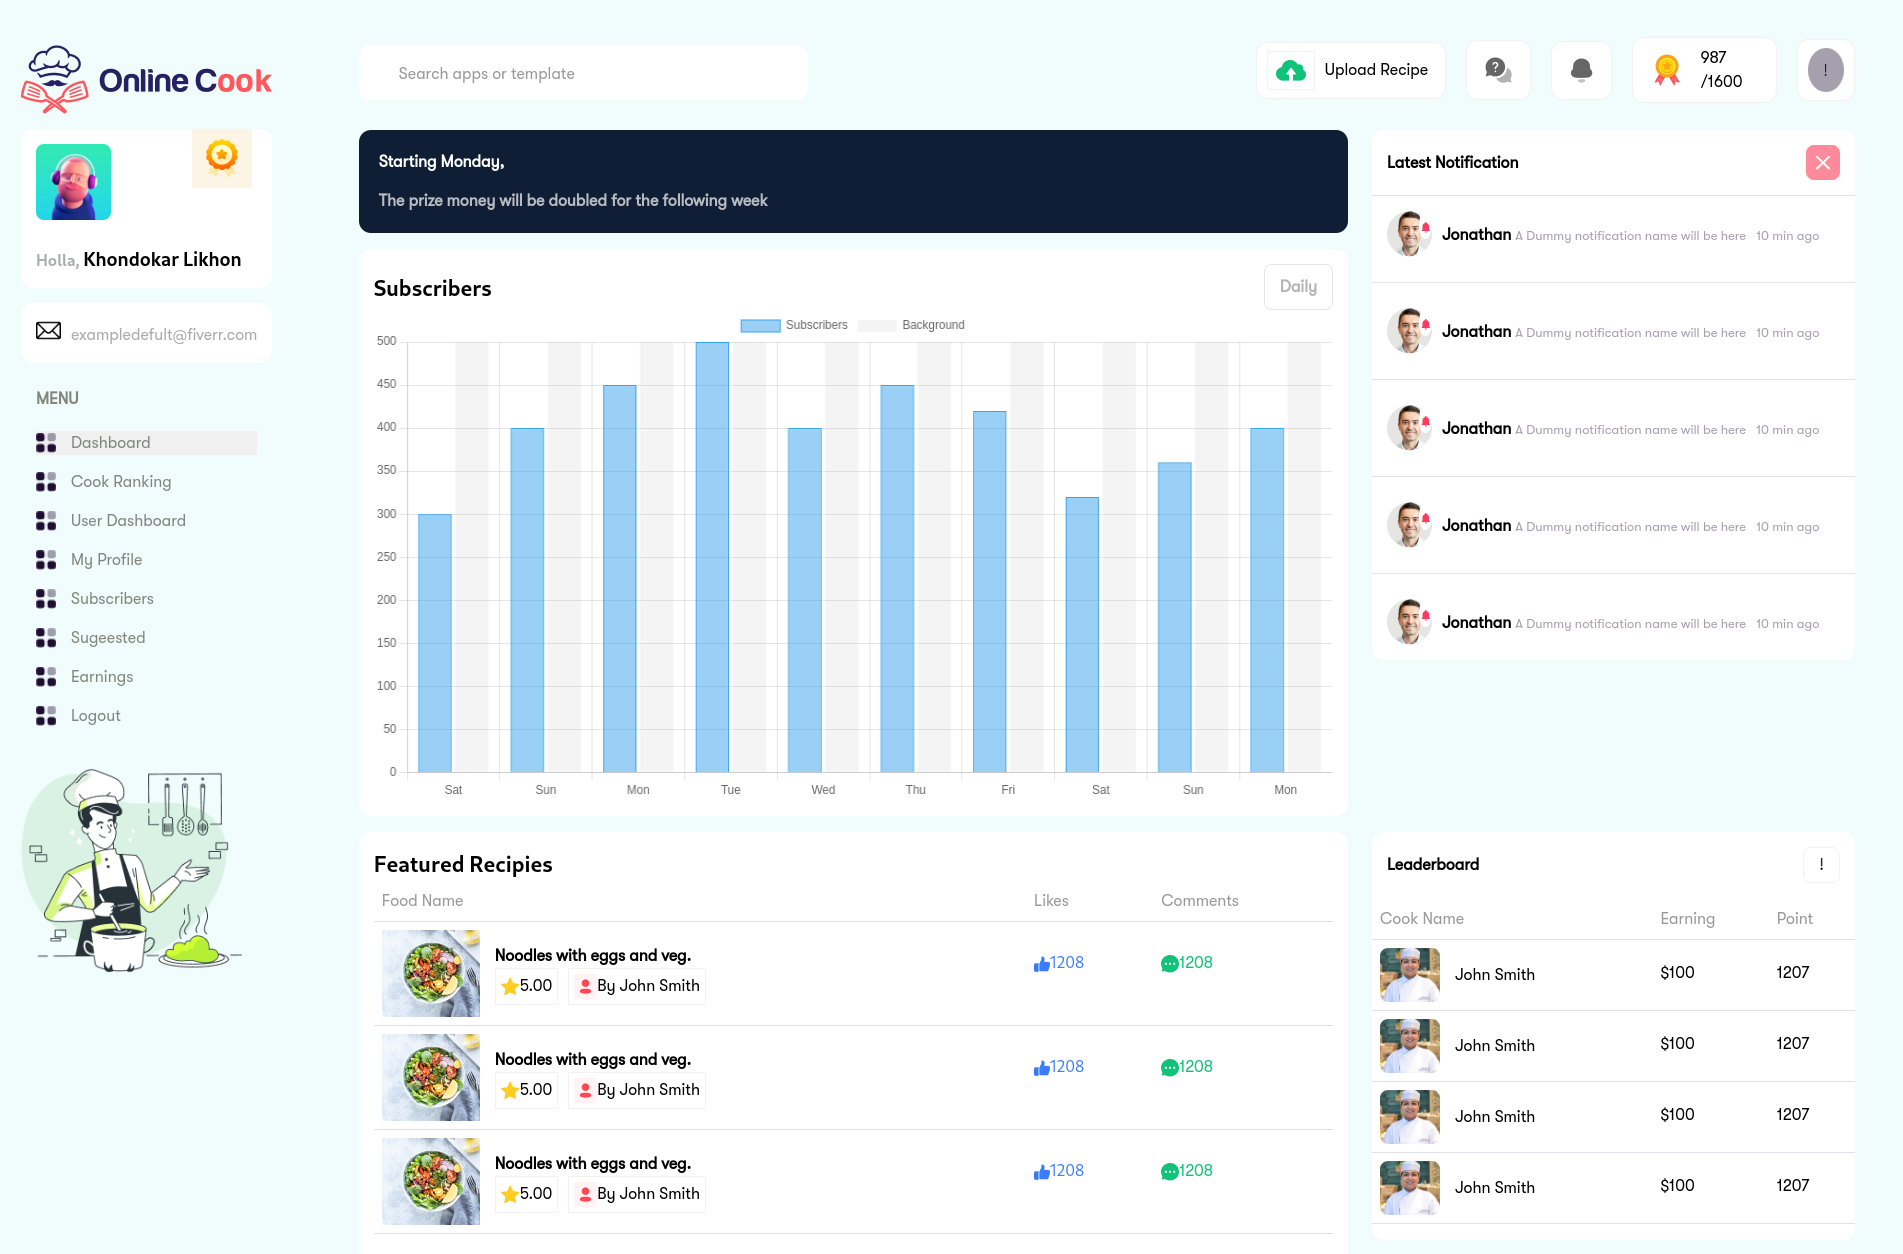 Online Cook
Search apps or template
Upload Recipe
?
987
/1600
!
Holla, Khondokar Likhon
exampledefult@fiverr.com
MENU
Dashboard
Cook Ranking
User Dashboard
My Profile
Subscribers
Sugeested
Earnings
Logout
Starting Monday,
The prize money will be doubled for the following week
Subscribers
Daily
Subscribers Background
500
450
400
350
300
250
200
150
100
50
0
Sat Sun Mon Tue Wed Thu Fri Sat Sun Mon
Latest Notification
Jonathan A Dummy notification name will be here 10 min ago
Jonathan A Dummy notification name will be here 10 min ago
Jonathan A Dummy notification name will be here 10 min ago
Jonathan A Dummy notification name will be here 10 min ago
Jonathan A Dummy notification name will be here 10 min ago
Featured Recipies
Food Name Likes Comments
Noodles with eggs and veg.
5.00 By John Smith 1208 1208
Noodles with eggs and veg.
5.00 By John Smith 1208 1208
Noodles with eggs and veg.
5.00 By John Smith 1208 1208
Leaderboard
!
Cook Name Earning Point
John Smith $100 1207
John Smith $100 1207
John Smith $100 1207
John Smith $100 1207